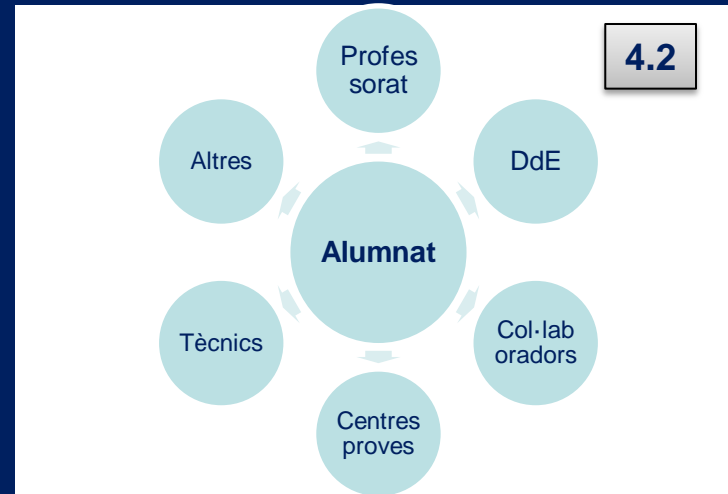 Profes
sorat
4.2
Altres
DdE
Alumnat
Tècnics
Col·lab
oradors
Centres
proves